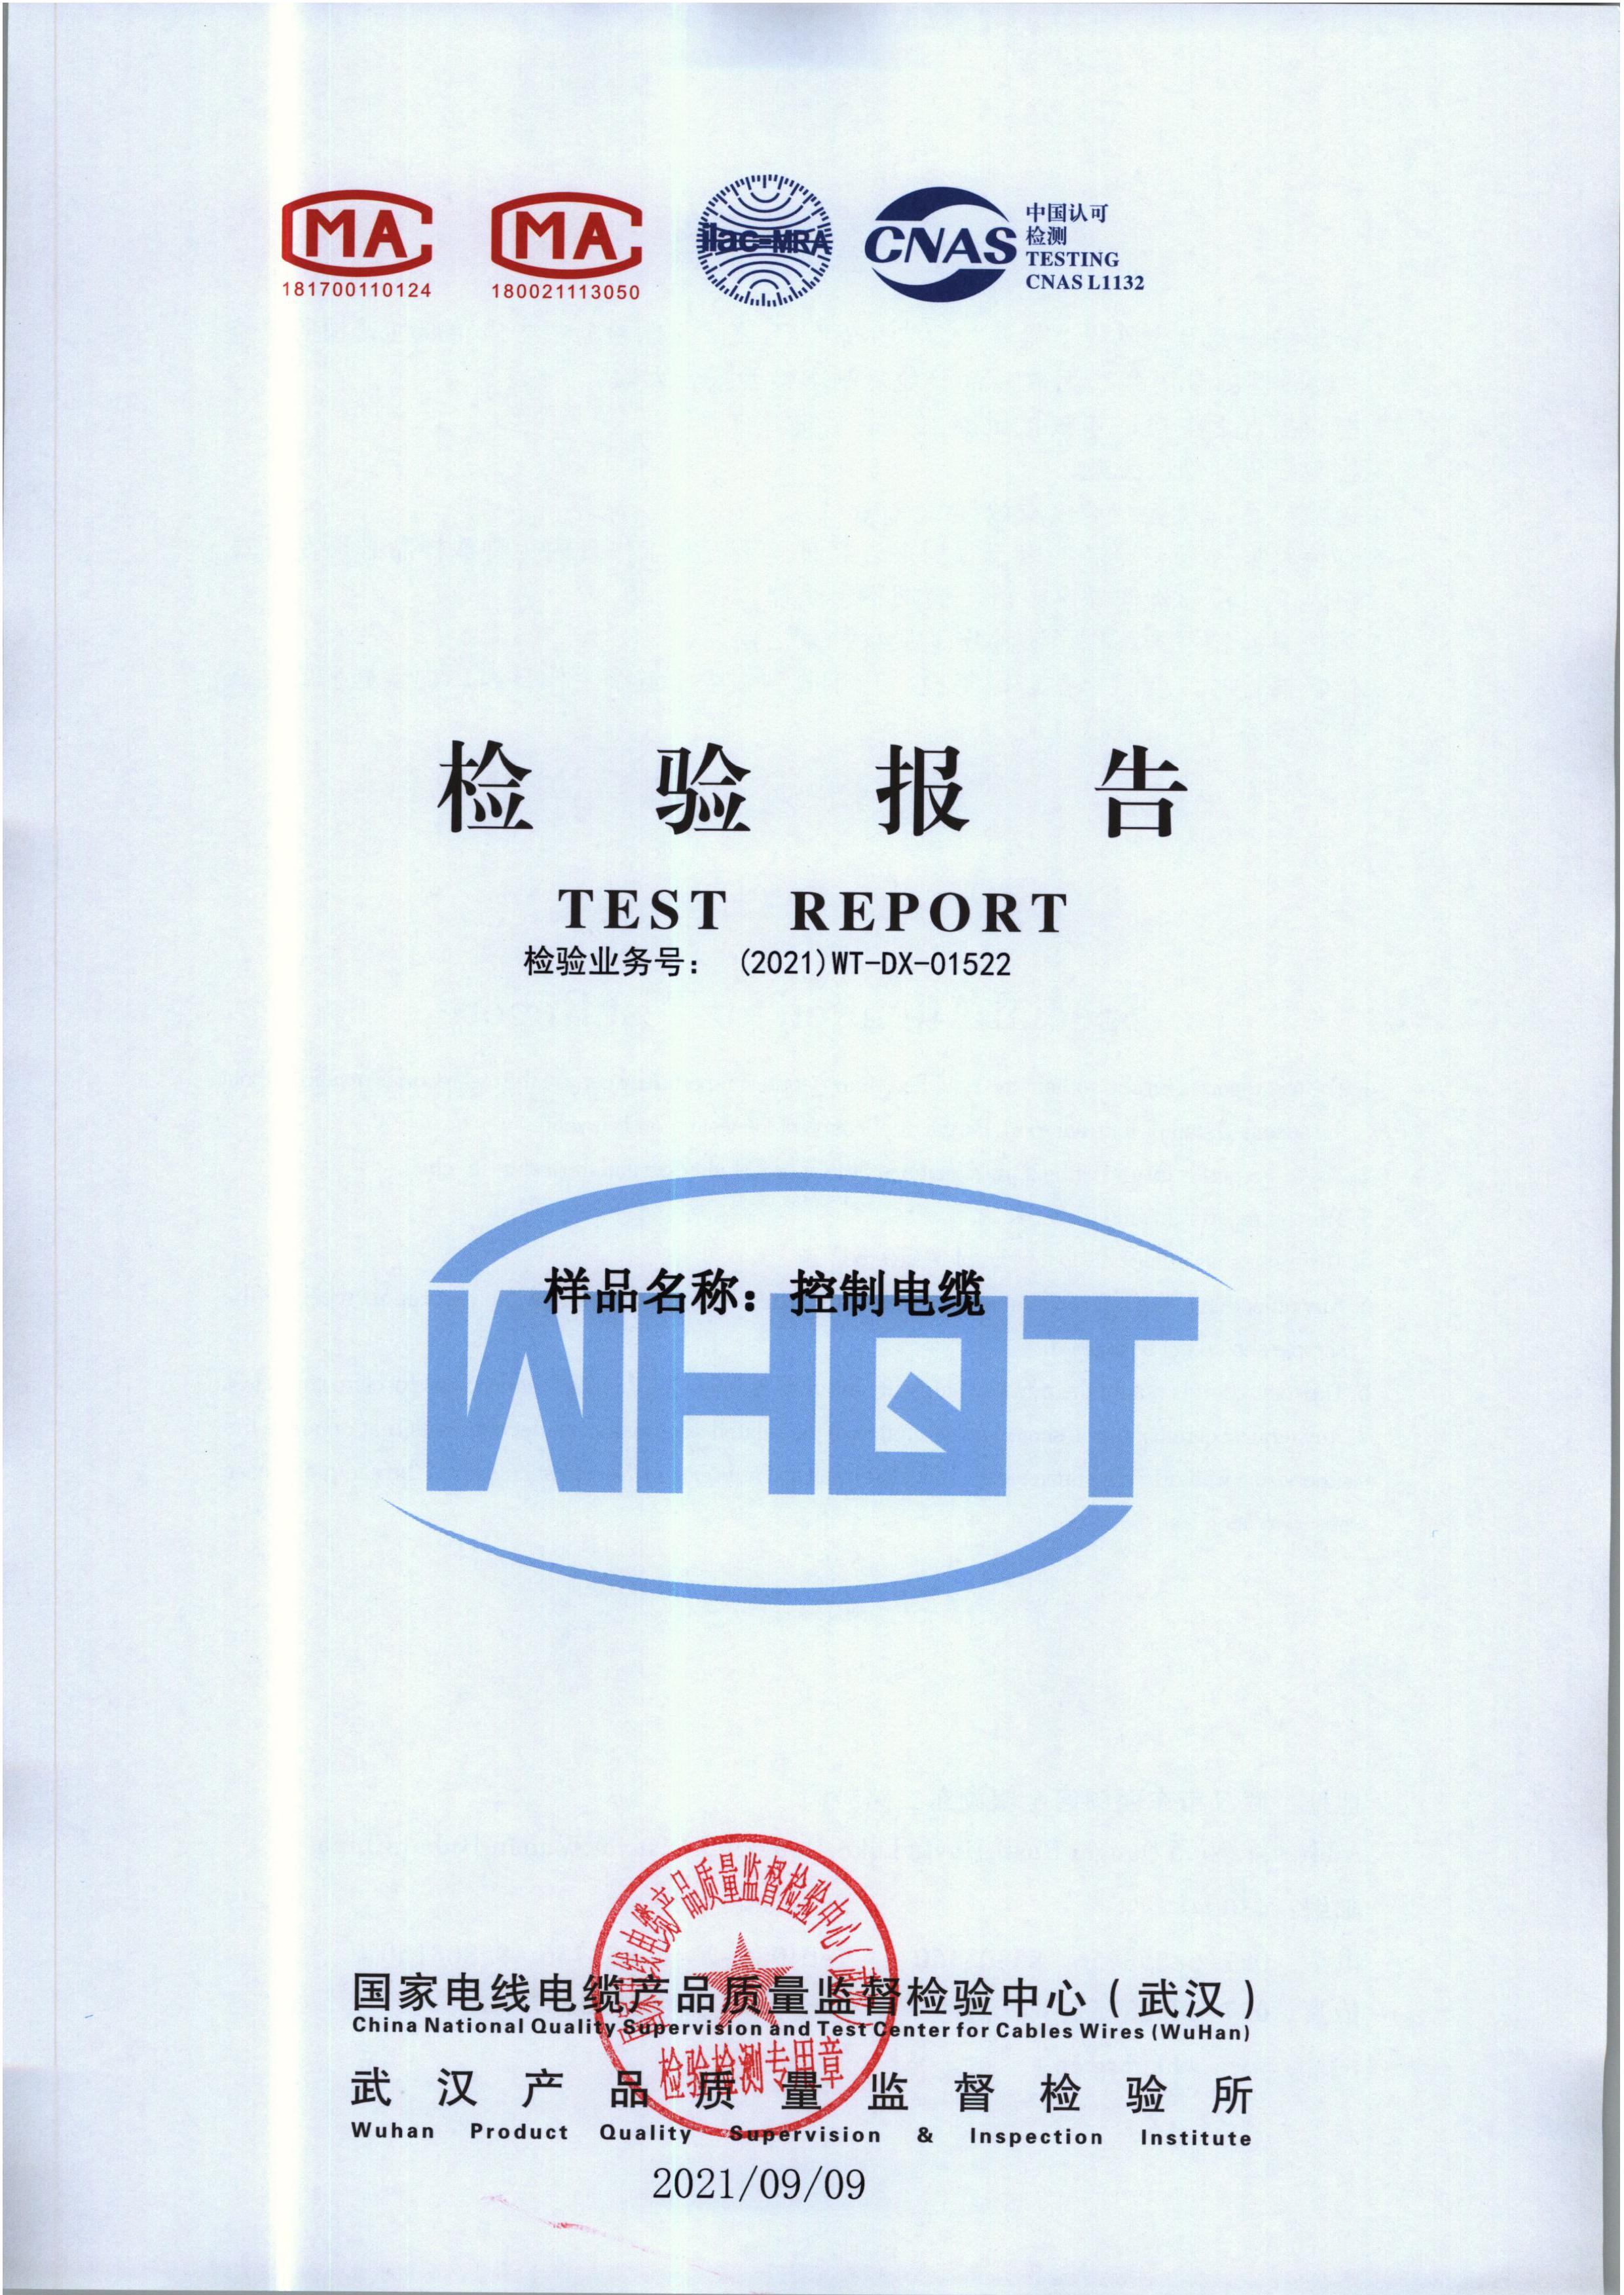 MA
181700110124
MA
180021113050
ilac-MRA
CNAS
中国认可
检测
TESTING
CNAS L1132
检验报告
TEST REPORT
检验业务号： (2021)WT-DX-01522
样品名称：控制电缆
WHQT
国家电线电缆产品质量监督检验中心（武汉）
检验检测专用章
国家电线电缆产品质量监督检验中心（武汉）
China National Quality Supervision and Test Center for Cables Wires (WuHan)
武汉产品质量监督检验所
Wuhan Product Quality Supervision & Inspection Institute
2021/09/09